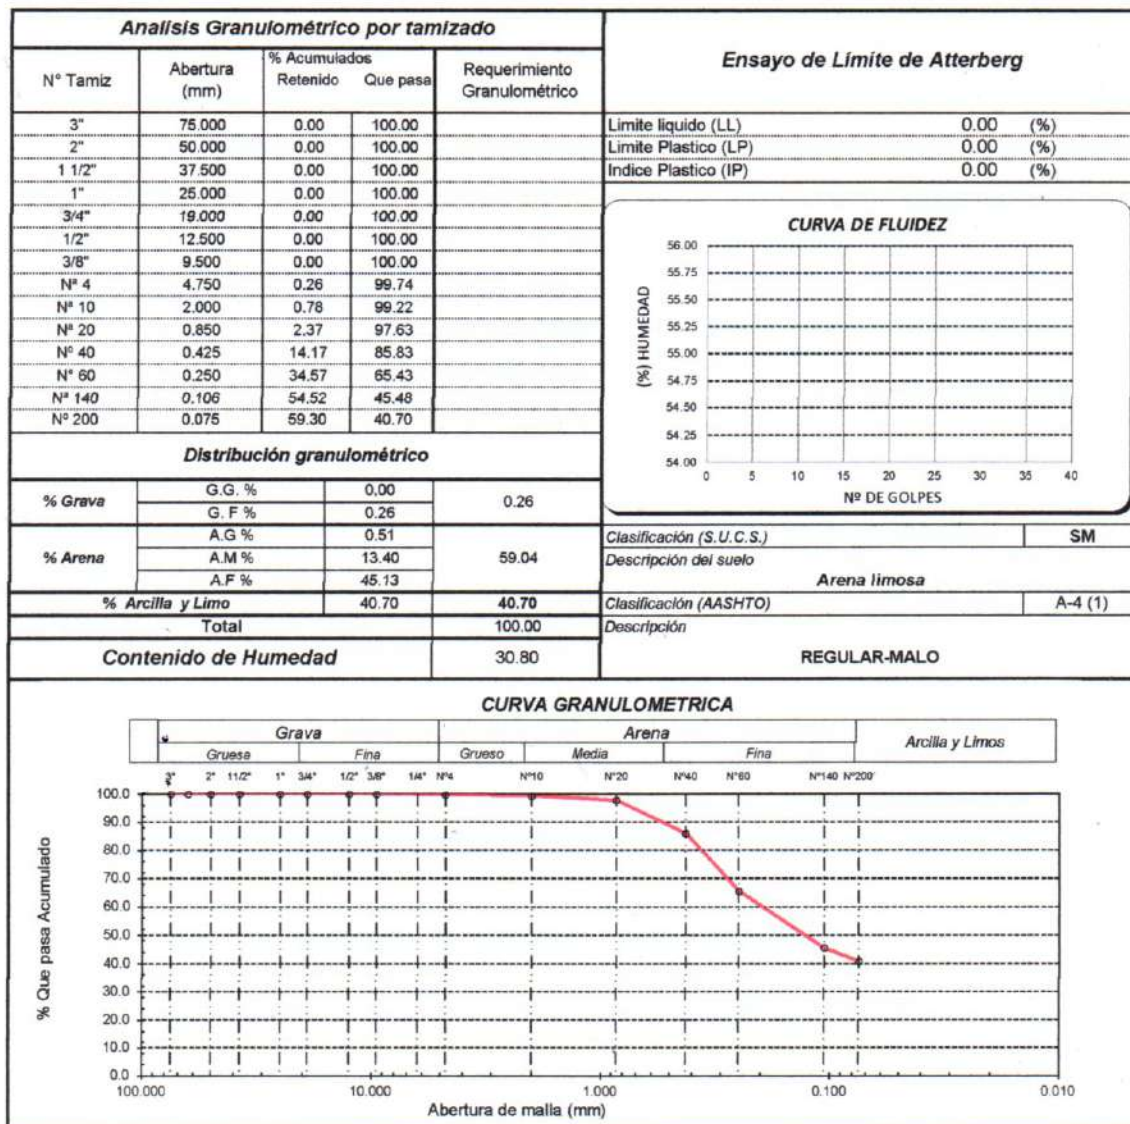 Analisis Granulométrico por tamizado
N° Tamiz Abertura (mm) % Acumulados Retenido Que pasa Requerimiento Granulométrico
3" 75.000 0.00 100.00
2" 50.000 0.00 100.00
1 1/2" 37.500 0.00 100.00
1" 25.000 0.00 100.00
3/4" 19.000 0.00 100.00
1/2" 12.500 0.00 100.00
3/8" 9.500 0.00 100.00
Nª 4 4.750 0.26 99.74
Nª 10 2.000 0.78 99.22
Nª 20 0.850 2.37 97.63
Nº 40 0.425 14.17 85.83
N° 60 0.250 34.57 65.43
Nª 140 0.106 54.52 45.48
Nº 200 0.075 59.30 40.70
Distribución granulométrico
% Grava G.G. % 0,00 0.26
G. F % 0.26
% Arena A.G % 0.51 59.04
A.M % 13.40
A.F % 45.13
% Arcilla y Limo 40.70 40.70
Total 100.00
Contenido de Humedad 30.80
Ensayo de Límite de Atterberg
Limite liquido (LL) 0.00 (%)
Limite Plastico (LP) 0.00 (%)
Indice Plastico (IP) 0.00 (%)
CURVA DE FLUIDEZ
(%) HUMEDAD
56.00
55.75
55.50
55.25
55.00
54.75
54.50
54.25
54.00
0 5 10 15 20 25 30 35 40
Nº DE GOLPES
Clasificación (S.U.C.S.) SM
Descripción del suelo
Arena limosa
Clasificación (AASHTO) A-4 (1)
Descripción
REGULAR-MALO
CURVA GRANULOMETRICA
Grava Arena Arcilla y Limos
Gruesa Fina Grueso Media Fina
3" 2" 11/2" 1" 3/4" 1/2" 3/8" 1/4" Nº4 Nº10 Nº20 Nº40 Nº60 Nº140 Nº200
% Que pasa Acumulado
100.0
90.0
80.0
70.0
60.0
50.0
40.0
30.0
20.0
10.0
0.0
100.000 10.000 1.000 0.100 0.010
Abertura de malla (mm)